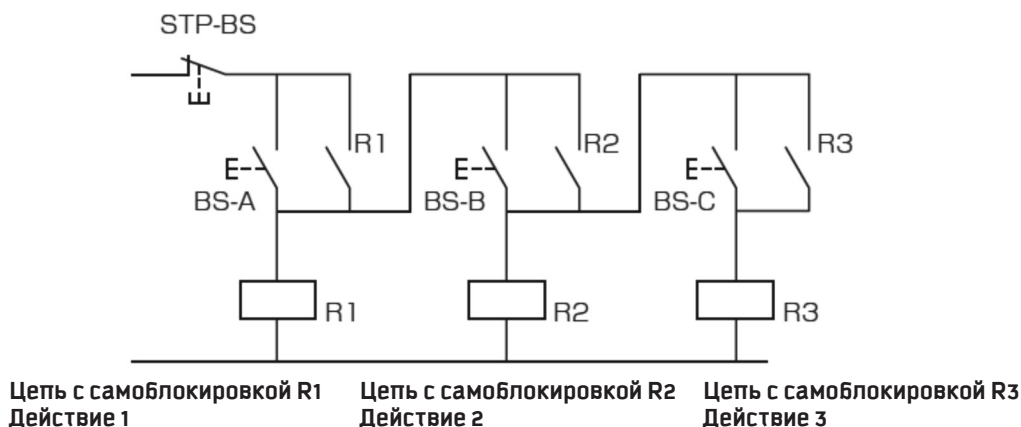 STP-BS
R1
R2
R3
BS-A
BS-B
BS-C
R1
R2
R3
Цепь с самоблокировкой R1
Действие 1
Цепь с самоблокировкой R2
Действие 2
Цепь с самоблокировкой R3
Действие 3